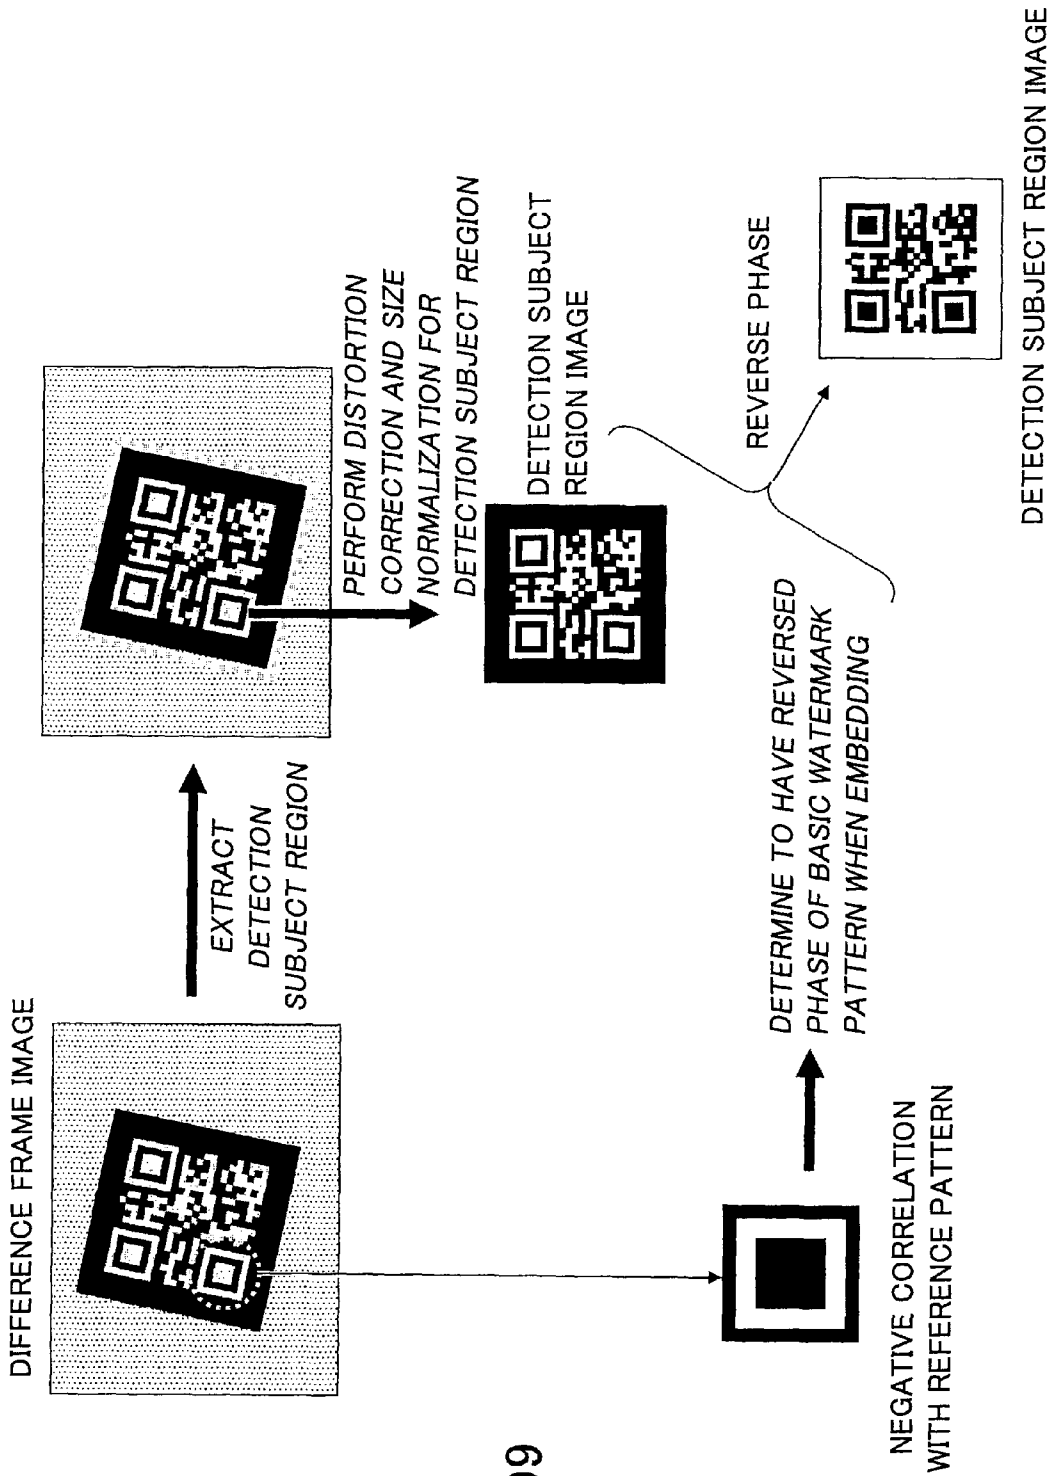 DIFFERENCE FRAME IMAGE
EXTRACT
DETECTION
SUBJECT REGION
PERFORM DISTORTION
CORRECTION AND SIZE
NORMALIZATION FOR
DETECTION SUBJECT REGION
DETECTION SUBJECT
REGION IMAGE
NEGATIVE CORRELATION
WITH REFERENCE PATTERN
DETERMINE TO HAVE REVERSED
PHASE OF BASIC WATERMARK
PATTERN WHEN EMBEDDING
REVERSE PHASE
DETECTION SUBJECT REGION IMAGE